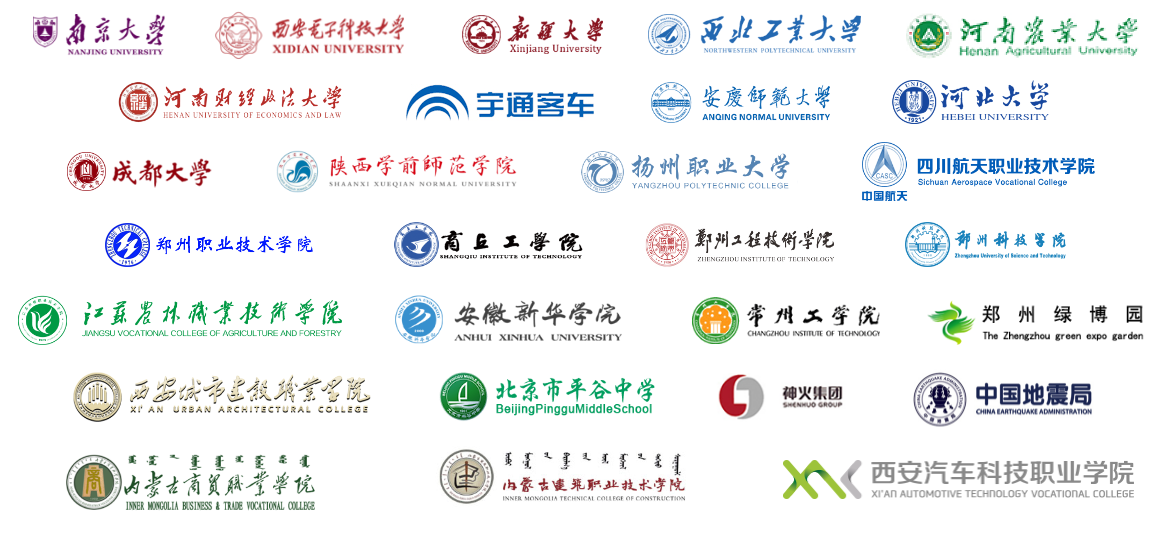 南京大學
NANJING UNIVERSITY
西安電子科技大学
XIDIAN UNIVERSITY
新疆大学
Xinjiang University
西北工业大学
NORTHWESTERN POLYTECHNICAL UNIVERSITY
河南農業大學
Henan Agricultural University
河南财经政法大学
HENAN UNIVERSITY OF ECONOMICS AND LAW
宇通客车
安慶師範大學
ANQING NORMAL UNIVERSITY
河北大学
HEBEI UNIVERSITY
1921
成都大學
陕西学前師范学院
SHAANXI XUEQIAN NORMAL UNIVERSITY
扬州职业大学
YANGZHOU POLYTECHNIC COLLEGE
CASC
中国航天
四川航天职业技术学院
Sichuan Aerospace Vocational College
郑州职业技术学院
商丘工學院
SHANGQIU INSTITUTE OF TECHNOLOGY
鄭州工程技術學院
ZHENGZHOU INSTITUTE OF TECHNOLOGY
郑州科技学院
Zhengzhou University of Science and Technology
江苏農林職業技術學院
JIANGSU VOCATIONAL COLLEGE OF AGRICULTURE AND FORESTRY
安徽新华学院
ANHUI XINHUA UNIVERSITY
常州工学院
CHANGZHOU INSTITUTE OF TECHNOLOGY
郑州绿博园
The Zhengzhou green expo garden
西安城市建設職業學院
XI'AN URBAN ARCHITECTURAL COLLEGE
北京市平谷中学
BeijingPingguMiddleSchool
神火集团
SHENHUO GROUP
中国地震局
CHINA EARTHQUAKE ADMINISTRATION
内蒙古商贸職業學院
INNER MONGOLIA BUSINESS & TRADE VOCATIONAL COLLEGE
内蒙古建筑职业技术学院
INNER MONGOLIA TECHNICAL COLLEGE OF CONSTRUCTION
西安汽车科技职业学院
XI'AN AUTOMOTIVE TECHNOLOGY VOCATIONAL COLLEGE